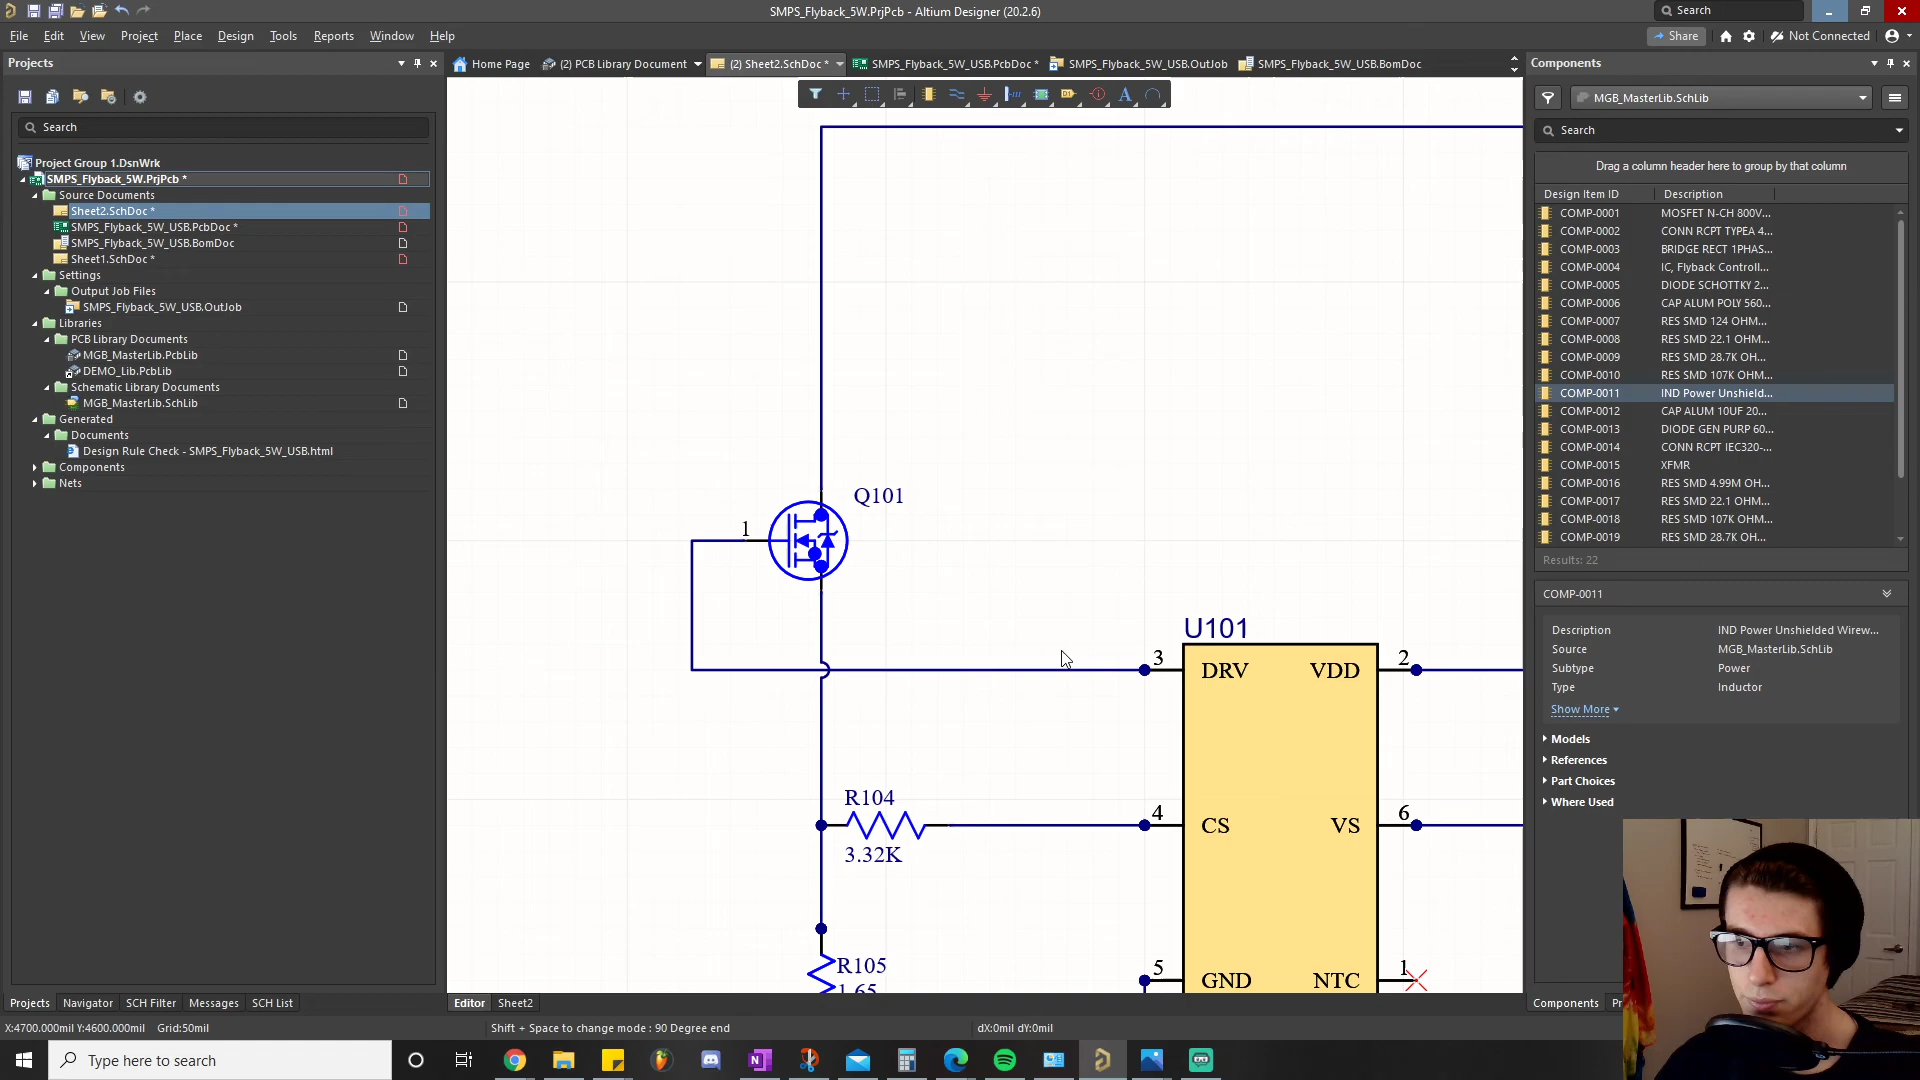 SMPS_Flyback_5W.PrjPcb - Altium Designer (20.2.6)
Search
File Edit View Project Place Design Tools Reports Window Help
Share Not Connected
Projects
Home Page (2) PCB Library Document (2) Sheet2.SchDoc * SMPS_Flyback_5W_USB.PcbDoc * SMPS_Flyback_5W_USB.OutJob SMPS_Flyback_5W_USB.BomDoc
Components
MGB_MasterLib.SchLib
Search
Search
Drag a column header here to group by that column
Project Group 1.DsnWrk
SMPS_Flyback_5W.PrjPcb *
Source Documents
Sheet2.SchDoc *
SMPS_Flyback_5W_USB.PcbDoc *
SMPS_Flyback_5W_USB.BomDoc
Sheet1.SchDoc *
Settings
Output Job Files
SMPS_Flyback_5W_USB.OutJob
Libraries
PCB Library Documents
MGB_MasterLib.PcbLib
DEMO_Lib.PcbLib
Schematic Library Documents
MGB_MasterLib.SchLib
Generated
Documents
Design Rule Check - SMPS_Flyback_5W_USB.html
Components
Nets
Design Item ID Description
COMP-0001 MOSFET N-CH 800V...
COMP-0002 CONN RCPT TYPEA 4...
COMP-0003 BRIDGE RECT 1PHAS...
COMP-0004 IC, Flyback Controll...
COMP-0005 DIODE SCHOTTKY 2...
COMP-0006 CAP ALUM POLY 560...
COMP-0007 RES SMD 124 OHM...
COMP-0008 RES SMD 22.1 OHM...
COMP-0009 RES SMD 28.7K OH...
COMP-0010 RES SMD 107K OHM...
COMP-0011 IND Power Unshield...
COMP-0012 CAP ALUM 10UF 20...
COMP-0013 DIODE GEN PURP 60...
COMP-0014 CONN RCPT IEC320-...
COMP-0015 XFMR
COMP-0016 RES SMD 4.99M OH...
COMP-0017 RES SMD 22.1 OHM...
COMP-0018 RES SMD 107K OHM...
COMP-0019 RES SMD 28.7K OH...
Results: 22
COMP-0011
Description IND Power Unshielded Wirew...
Source MGB_MasterLib.SchLib
Subtype Power
Type Inductor
Show More
Models
References
Part Choices
Where Used
Q101
1
U101
3 DRV VDD 2
R104
3.32K
4 CS VS 6
R105
1.65
5 GND NTC 1
Projects Navigator SCH Filter Messages SCH List
Editor Sheet2
Components
X:4700.000mil Y:4600.000mil Grid:50mil
Shift + Space to change mode : 90 Degree end
dX:0mil dY:0mil
Type here to search